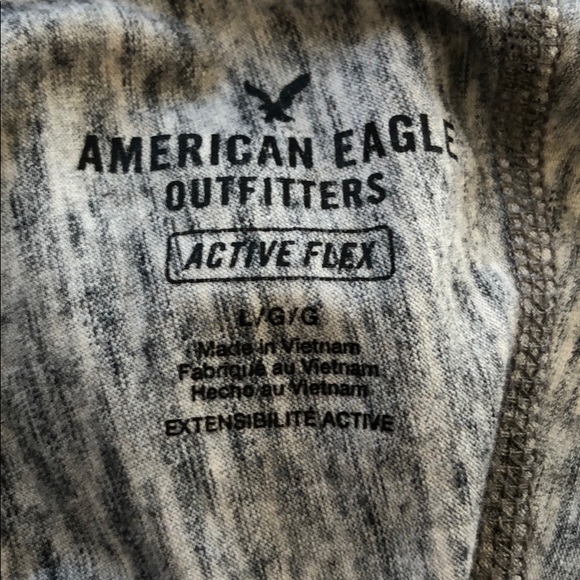 AMERICAN EAGLE
OUTFITTERS
ACTIVE FLEX
L/G/G
Made in Vietnam
Fabriqué au Vietnam
Hecho au Vietnam
EXTENSIBILITÉ ACTIVE